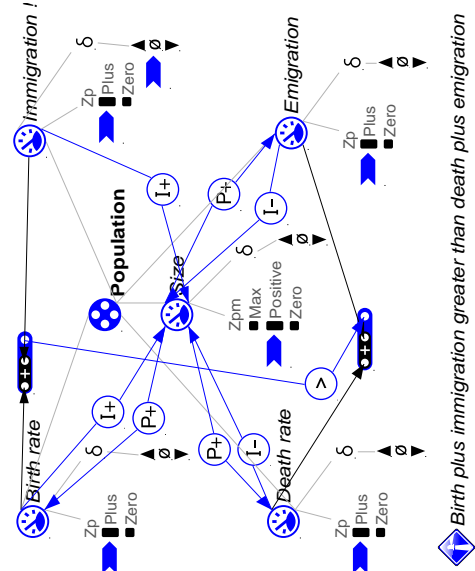 Birth rate
Immigration !
δ
ø
δ
ø
Zp
Plus
Zero
Zp
Plus
Zero
I+
P+
I+
Population
Size
δ
ø
Zpm
Max
Positive
Zero
P+
I-
P+
I-
>
Death rate
Emigration
δ
ø
δ
ø
Zp
Plus
Zero
Zp
Plus
Zero
Birth plus immigration greater than death plus emigration